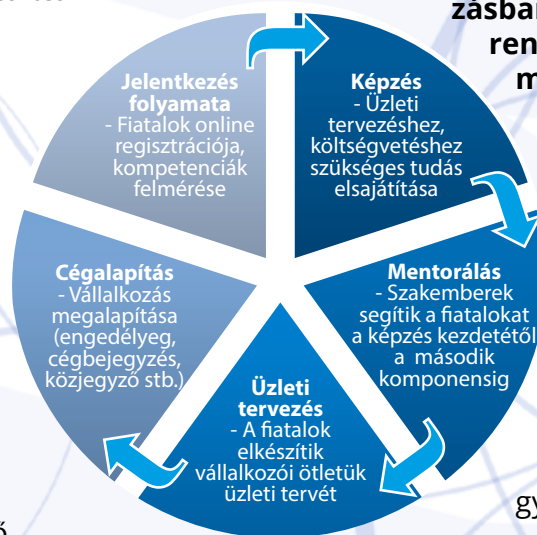 zásban
ren
m
Jelentkezés
folyamata
- Fiatalok online
regisztrációja,
kompetenciák
felmérése
Képzés
- Üzleti
tervezéshez,
költségvetéshez
szükséges tudás
elsajátítása
Mentorálás
- Szakemberek
segítik a fiatalokat
a képzés kezdetétől
a második
komponensig
Üzleti
tervezés
- A fiatalok
elkészítik
vállalkozói ötletük
üzleti tervét
Cégalapítás
- Vállalkozás
megalapítása
(engedélyeg,
cégbejegyzés,
közjegyző stb.)
gy
ő